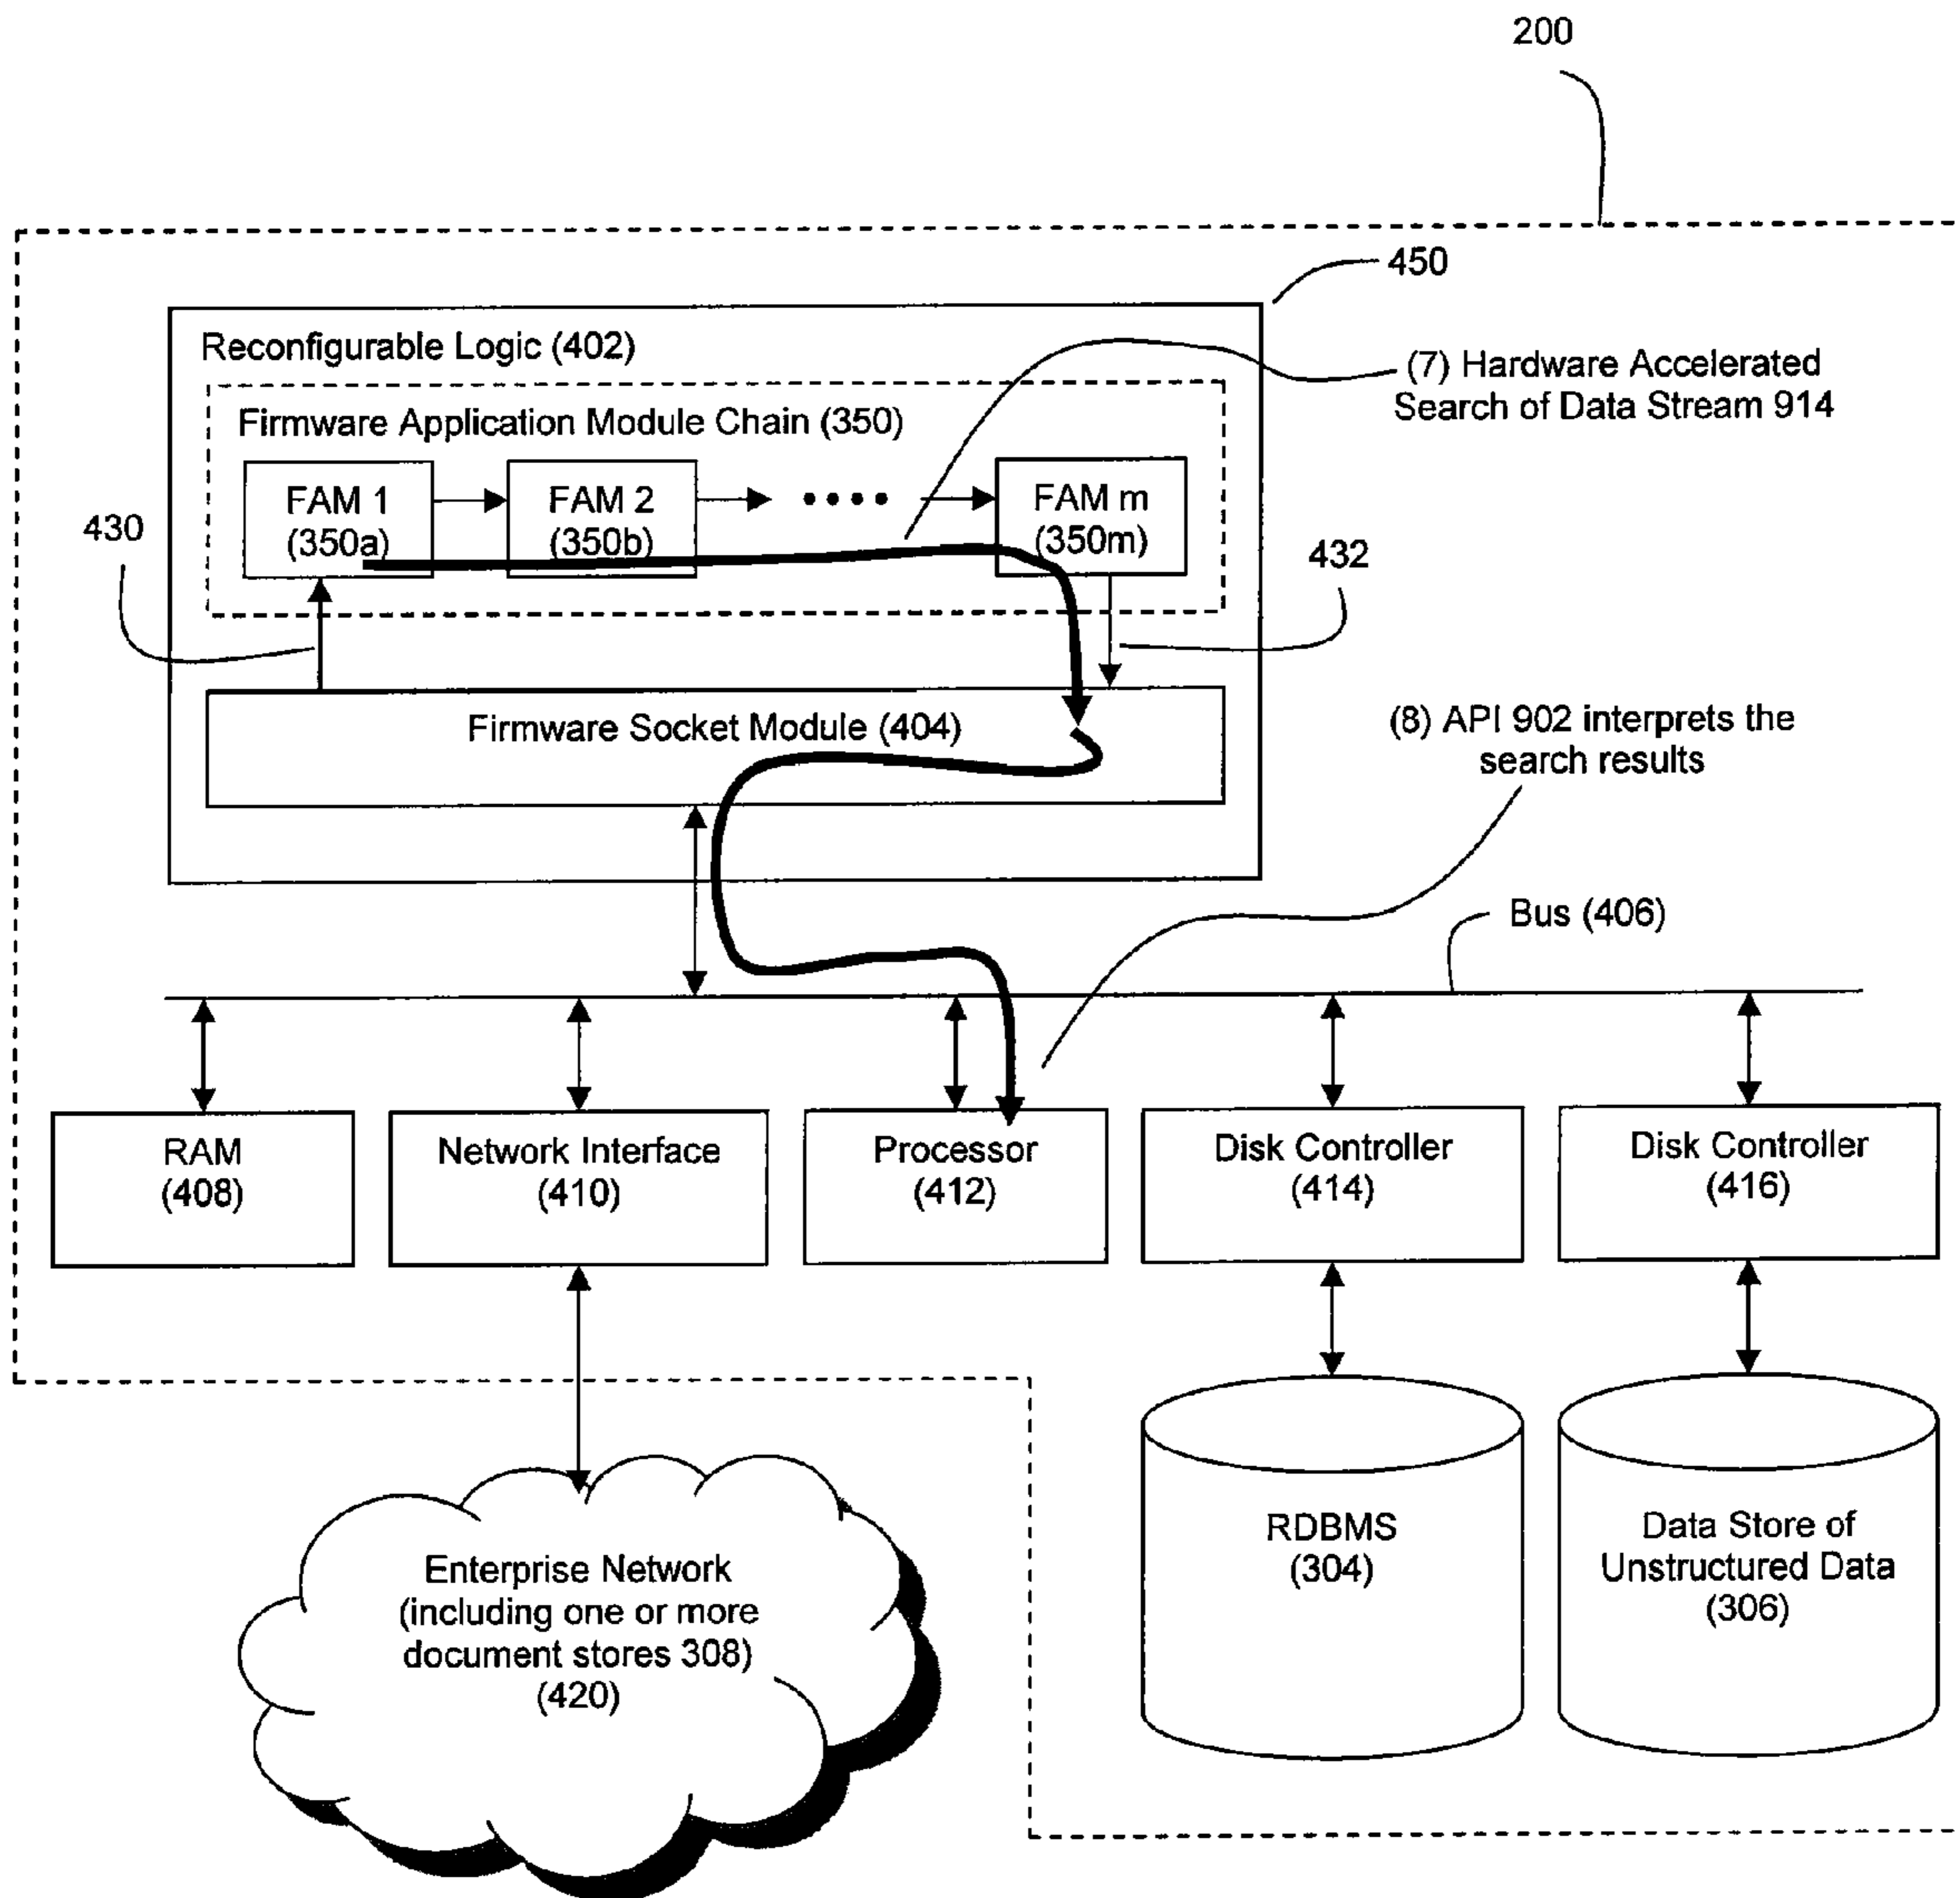 200
450
Reconfigurable Logic (402)
(7) Hardware Accelerated
Search of Data Stream 914
Firmware Application Module Chain (350)
FAM 1
(350a)
FAM 2
(350b)
FAM m
(350m)
430
432
Firmware Socket Module (404)
(8) API 902 interprets the
search results
Bus (406)
RAM
(408)
Network Interface
(410)
Processor
(412)
Disk Controller
(414)
Disk Controller
(416)
Enterprise Network
(including one or more
document stores 308)
(420)
RDBMS
(304)
Data Store of
Unstructured Data
(306)